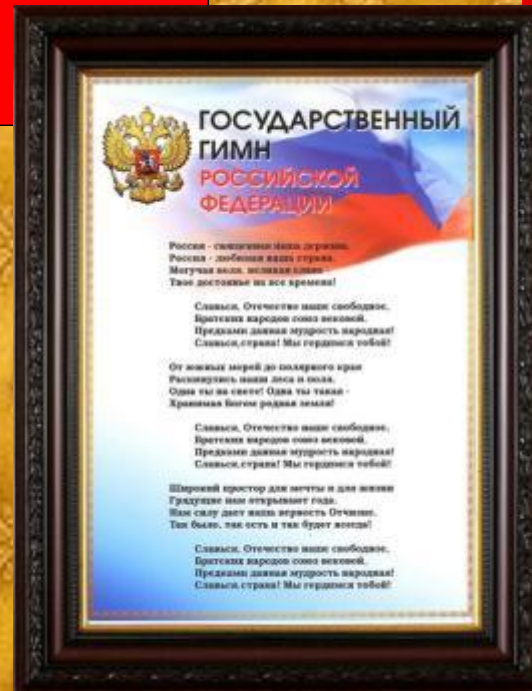 ГОСУДАРСТВЕННЫЙ
ГИМН
РОССИЙСКОЙ
ФЕДЕРАЦИИ
Россия - священная наша держава,
Россия - любимая наша страна.
Могучая воля, великая слава -
Твое достоянье на все времена!
Славься, Отечество наше свободное,
Братских народов союз вековой,
Предками данная мудрость народная!
Славься, страна! Мы гордимся тобой!
От южных морей до полярного края
Раскинулись наши леса и поля.
Одна ты на свете! Одна ты такая -
Хранимая Богом родная земля!
Славься, Отечество наше свободное,
Братских народов союз вековой,
Предками данная мудрость народная!
Славься, страна! Мы гордимся тобой!
Широкий простор для мечты и для жизни
Грядущие нам открывают года.
Нам силу дает наша верность Отчизне.
Так было, так есть и так будет всегда!
Славься, Отечество наше свободное,
Братских народов союз вековой,
Предками данная мудрость народная!
Славься, страна! Мы гордимся тобой!